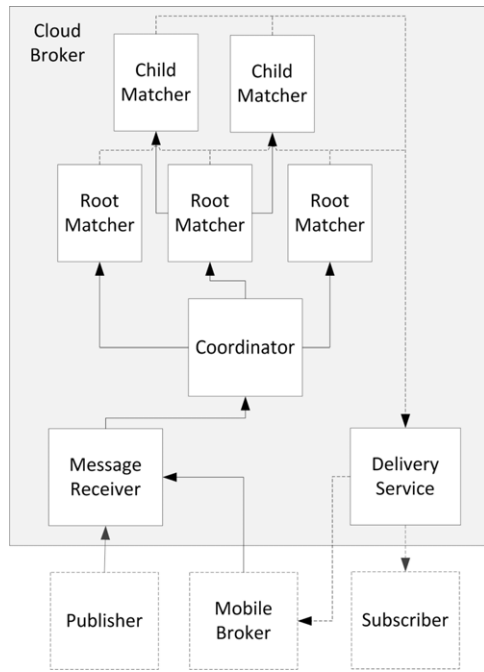 Cloud
Broker
Child
Matcher
Child
Matcher
Root
Matcher
Root
Matcher
Root
Matcher
Coordinator
Message
Receiver
Delivery
Service
Publisher
Mobile
Broker
Subscriber